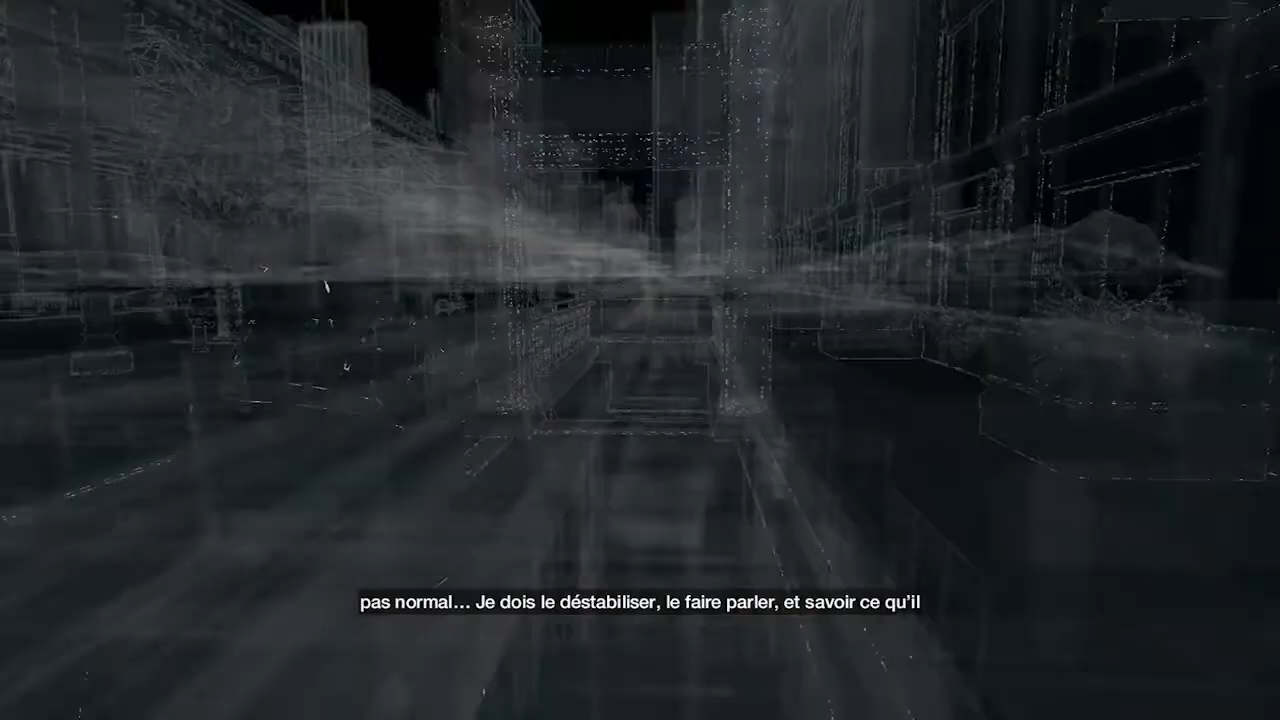 pas normal… Je dois le déstabiliser, le faire parler, et savoir ce qu’il